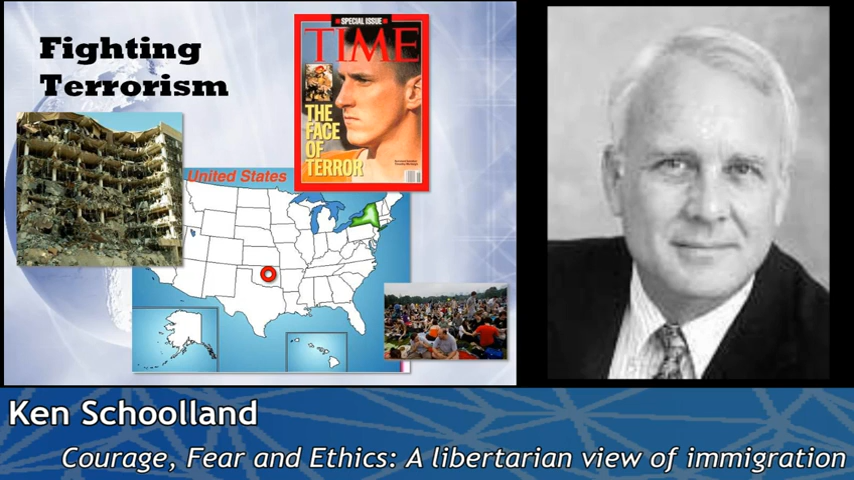 Fighting
Terrorism
SPECIAL ISSUE
TIME
THE
FACE
OF
TERROR
United States
Ken Schoolland
Courage, Fear and Ethics: A libertarian view of immigration